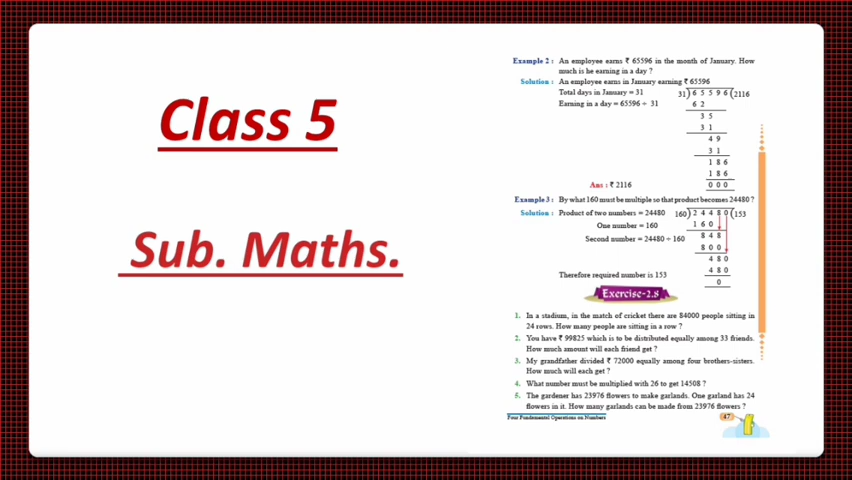 Class 5
Sub. Maths.
Example 2 : An employee earns ₹ 65596 in the month of January. How
much is he earning in a day ?
Solution : An employee earns in January earning ₹ 65596
Total days in January = 31
Earning in a day = 65596 ÷ 31
31)65596(2116
62
35
31
49
31
186
186
000
Ans : ₹ 2116
Example 3 : By what 160 must be multiple so that product becomes 24480 ?
Solution : Product of two numbers = 24480
One number = 160
Second number = 24480 ÷ 160
160)24480(153
160
848
800
480
480
0
Therefore required number is 153
Exercise-2.8
1. In a stadium, in the match of cricket there are 84000 people sitting in
24 rows. How many people are sitting in a row ?
2. You have ₹ 99825 which is to be distributed equally among 33 friends.
How much amount will each friend get ?
3. My grandfather divided ₹ 72000 equally among four brothers-sisters.
How much will each get ?
4. What number must be multiplied with 26 to get 14508 ?
5. The gardener has 23976 flowers to make garlands. One garland has 24
flowers in it. How many garlands can be made from 23976 flowers ?
Four Fundamental Operations on Numbers
47